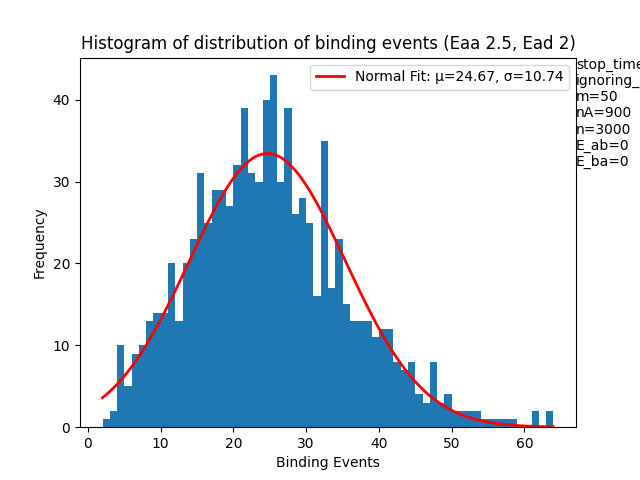 Histogram of distribution of binding events (Eaa 2.5, Ead 2)
Normal Fit: μ=24.67, σ=10.74
stop_time
ignoring_
m=50
nA=900
n=3000
E_ab=0
E_ba=0
Frequency
40
30
20
10
0
0 10 20 30 40 50 60
Binding Events